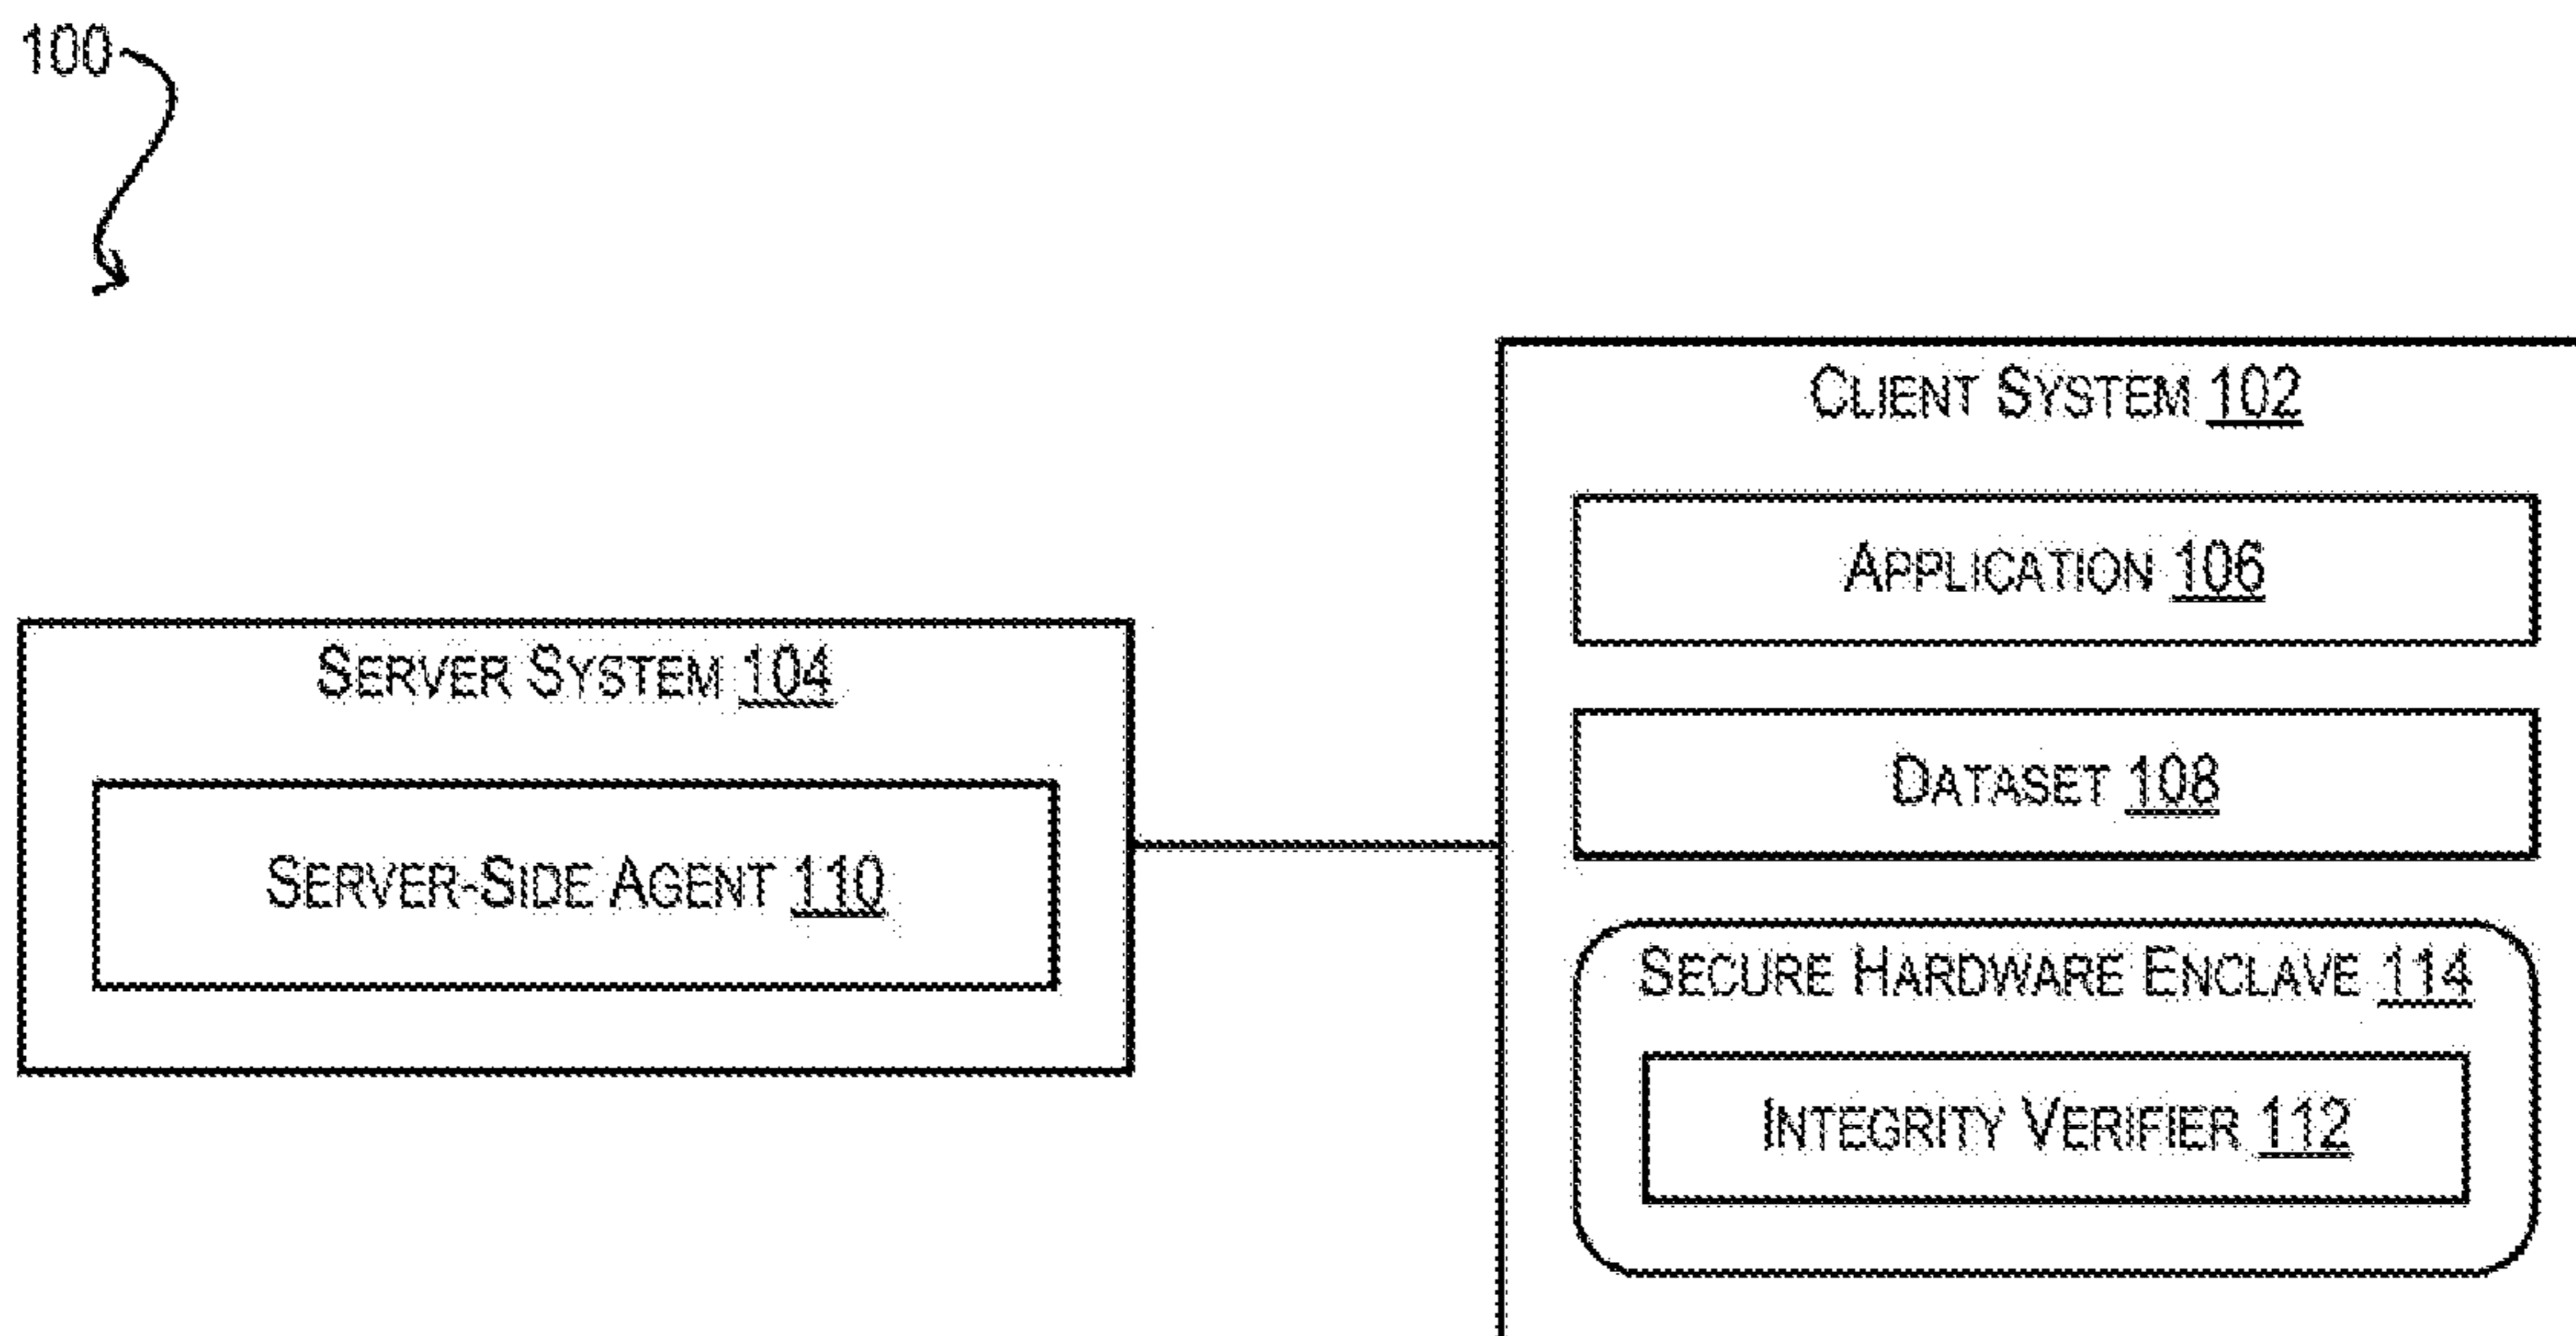 100
CLIENT SYSTEM 102
APPLICATION 106
SERVER SYSTEM 104
DATASET 108
SERVER-SIDE AGENT 110
SECURE HARDWARE ENCLAVE 114
INTEGRITY VERIFIER 112